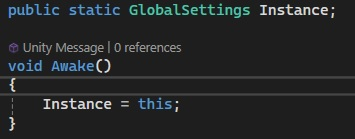 public static GlobalSettings Instance;
Unity Message | 0 references
void Awake()
{
Instance = this;
}